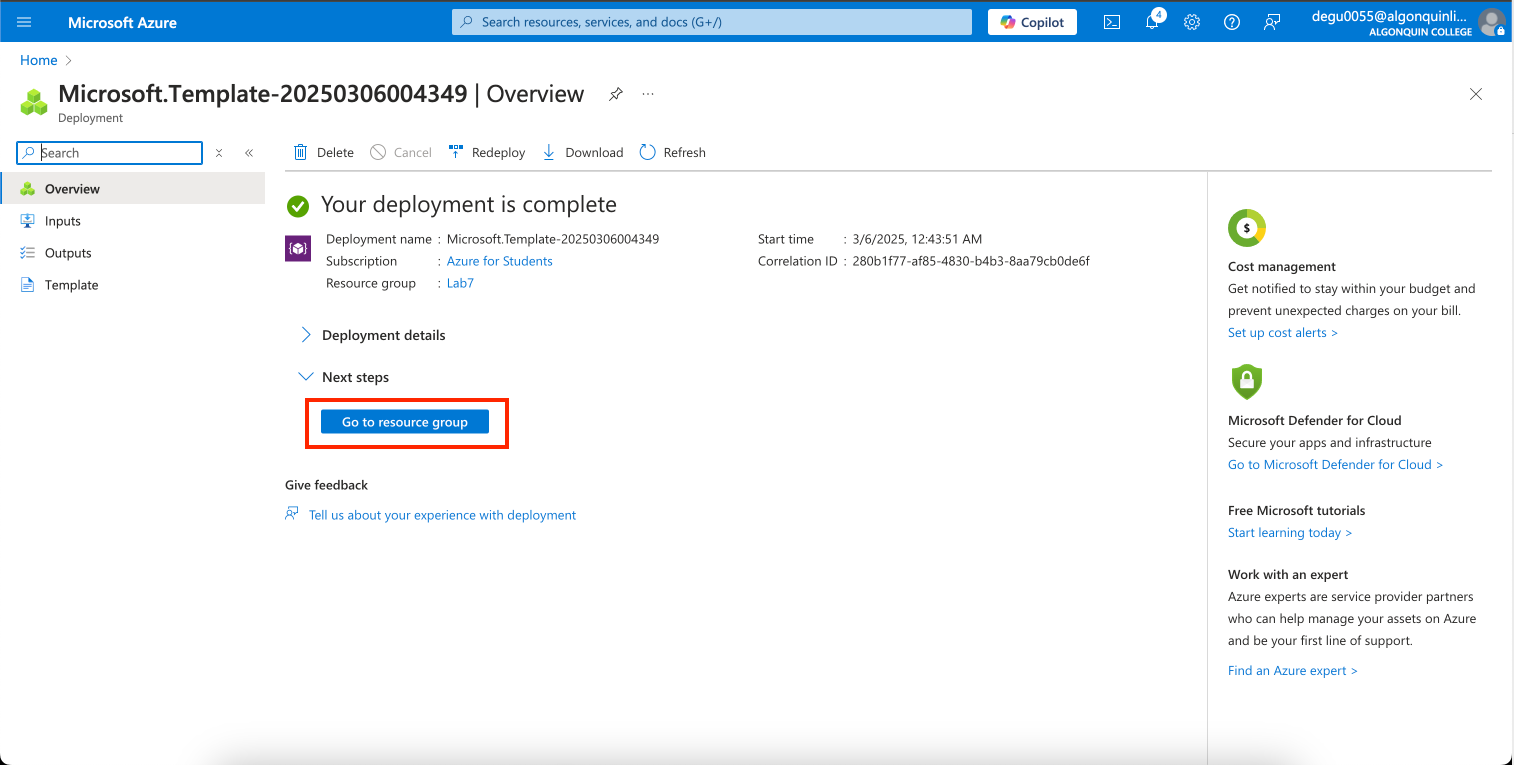 Microsoft Azure
Search resources, services, and docs (G+/)
Copilot
4
degu0055@algonquinli...
ALGONQUIN COLLEGE
Home >
Microsoft.Template-20250306004349 | Overview
...
Deployment
Search
Delete
Cancel
Redeploy
Download
Refresh
Overview
Inputs
Outputs
Template
Your deployment is complete
Deployment name : Microsoft.Template-20250306004349
Subscription : Azure for Students
Resource group : Lab7
Start time : 3/6/2025, 12:43:51 AM
Correlation ID : 280b1f77-af85-4830-b4b3-8aa79cb0de6f
Deployment details
Next steps
Go to resource group
Give feedback
Tell us about your experience with deployment
$
Cost management
Get notified to stay within your budget and
prevent unexpected charges on your bill.
Set up cost alerts >
Microsoft Defender for Cloud
Secure your apps and infrastructure
Go to Microsoft Defender for Cloud >
Free Microsoft tutorials
Start learning today >
Work with an expert
Azure experts are service provider partners
who can help manage your assets on Azure
and be your first line of support.
Find an Azure expert >